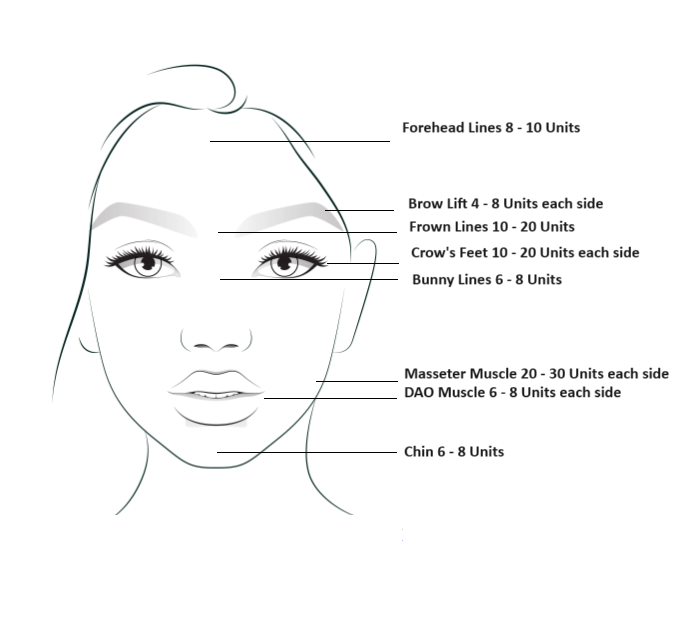 Forehead Lines 8 - 10 Units
Brow Lift 4 - 8 Units each side
Frown Lines 10 - 20 Units
Crow's Feet 10 - 20 Units each side
Bunny Lines 6 - 8 Units
Masseter Muscle 20 - 30 Units each side
DAO Muscle 6 - 8 Units each side
Chin 6 - 8 Units